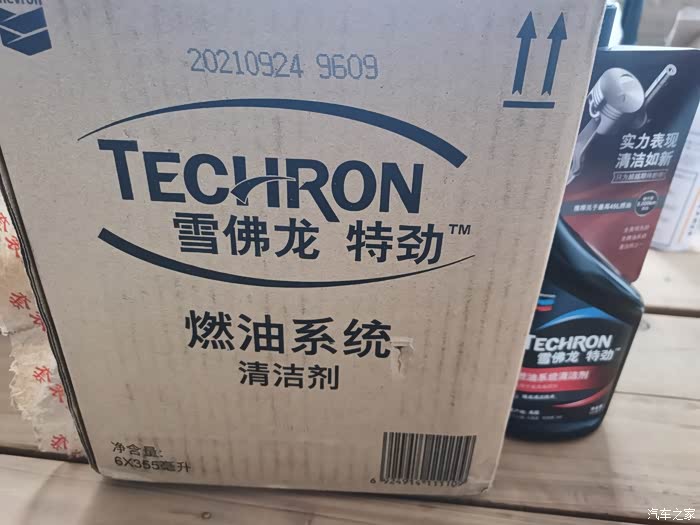 20210924 9609
TECHRON
雪佛龙 特劲™
燃油系统
清洁剂
净含量:
6X355毫升
实力表现
清洁如新
TECHRON
雪佛龙 特劲™
燃油系统清洁剂
汽车之家